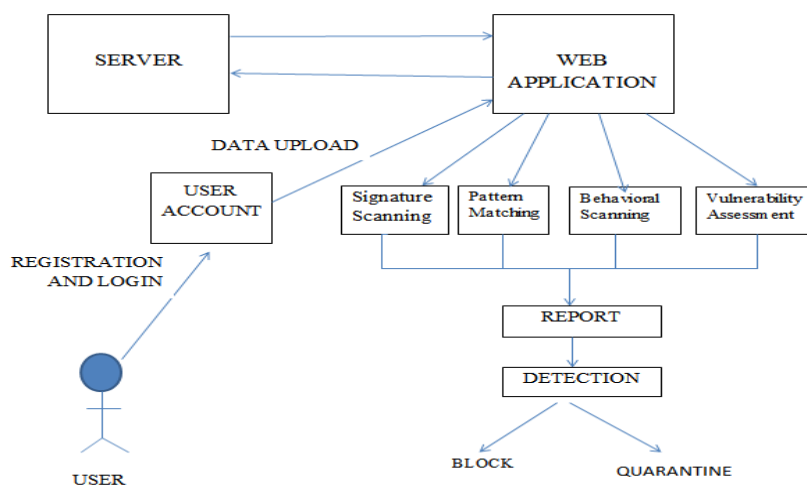 SERVER
WEB
APPLICATION
DATA UPLOAD
USER
ACCOUNT
Signature
Scanning
Pattern
Matching
Behavioral
Scanning
Vulnerability
Assessment
REGISTRATION
AND LOGIN
REPORT
DETECTION
BLOCK
QUARANTINE
USER